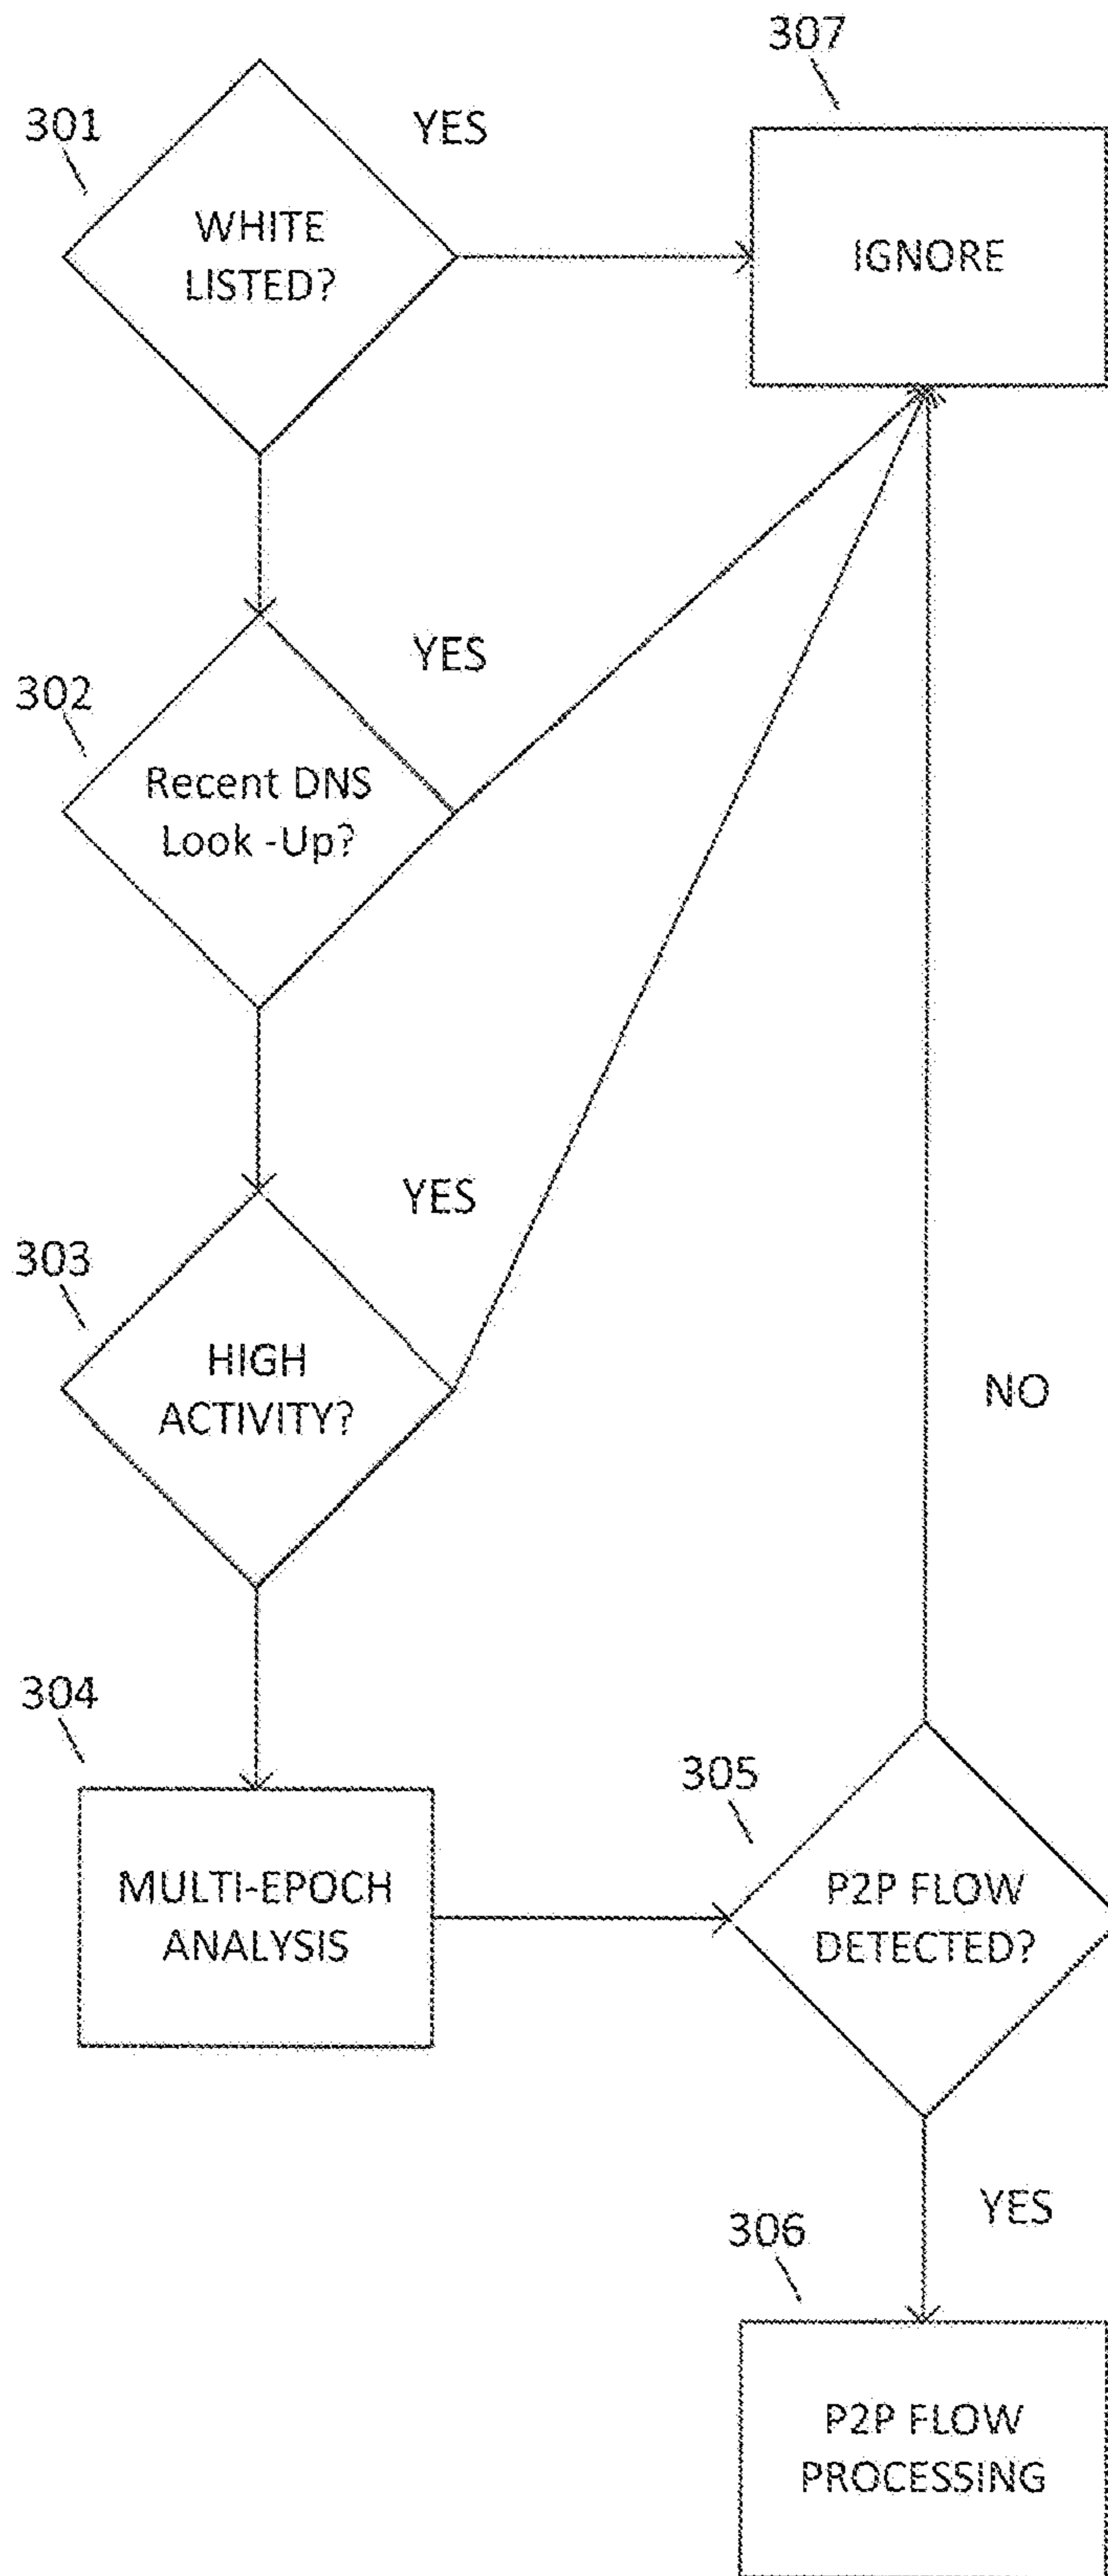 307
301
YES
WHITE
LISTED?
IGNORE
YES
302
Recent DNS
Look -Up?
YES
303
HIGH
ACTIVITY?
NO
304
305
MULTI-EPOCH
ANALYSIS
P2P FLOW
DETECTED?
YES
306
P2P FLOW
PROCESSING